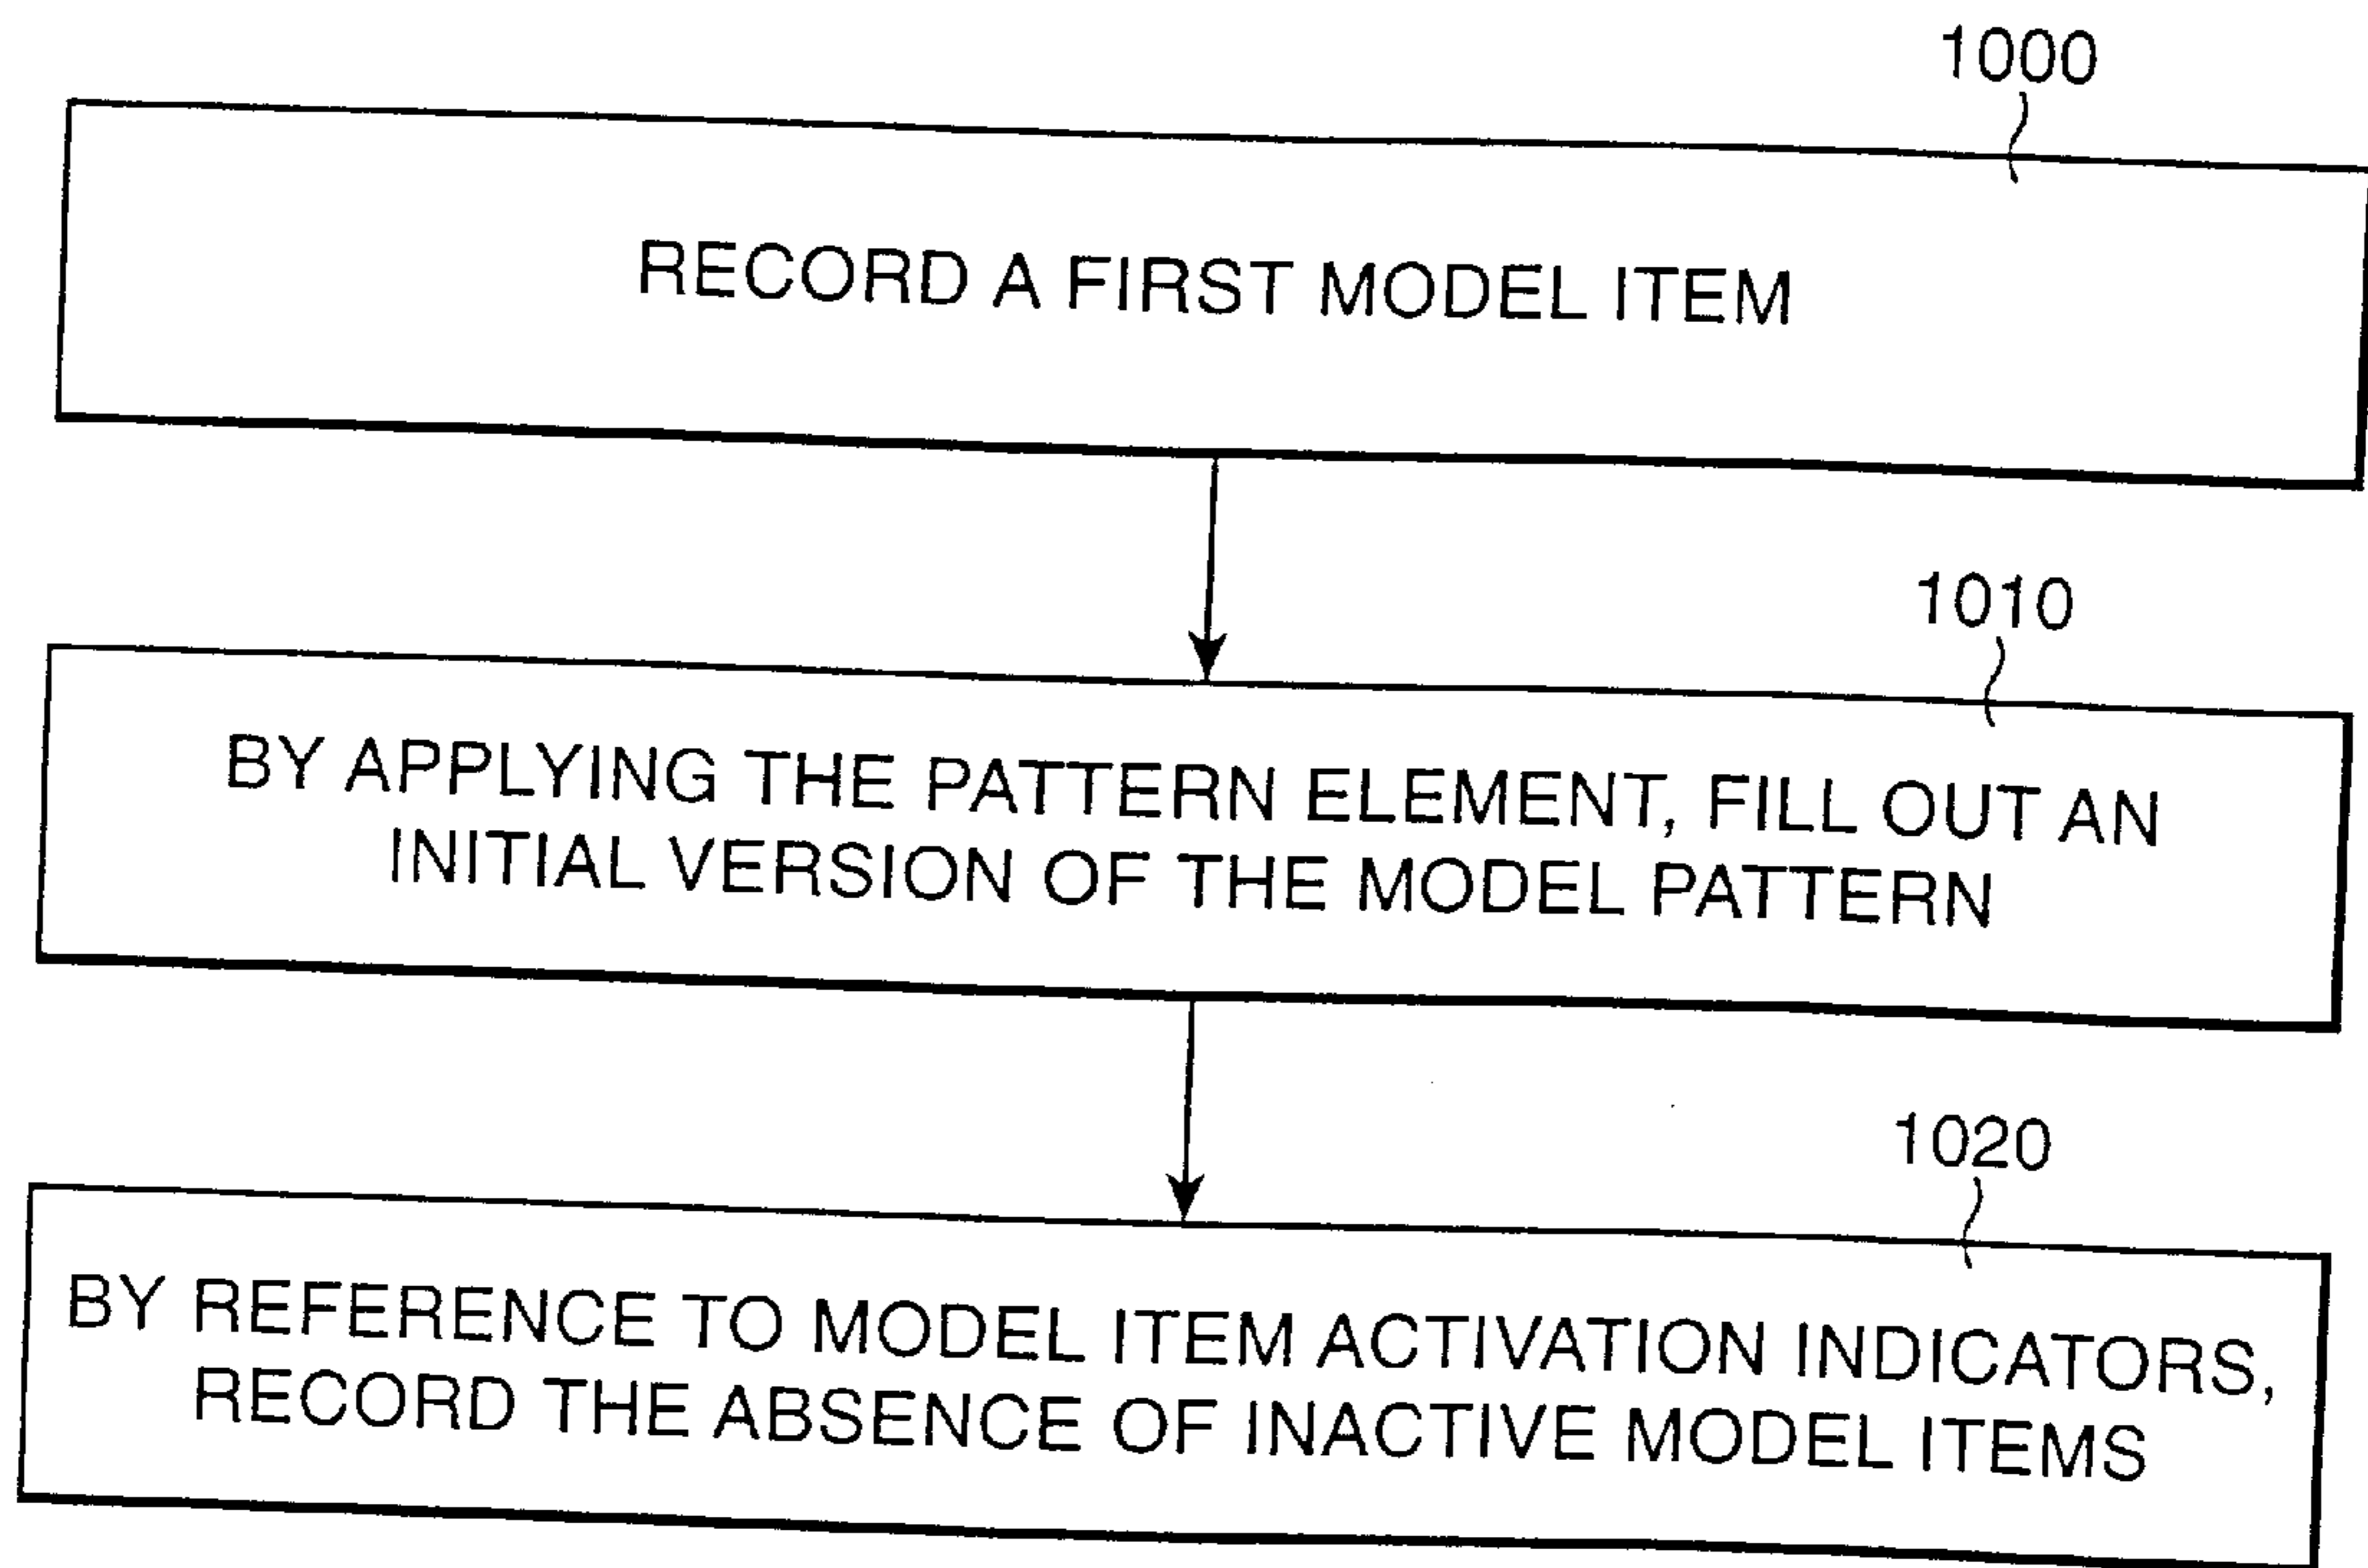 1000
RECORD A FIRST MODEL ITEM
1010
BY APPLYING THE PATTERN ELEMENT, FILL OUT AN
INITIAL VERSION OF THE MODEL PATTERN
1020
BY REFERENCE TO MODEL ITEM ACTIVATION INDICATORS,
RECORD THE ABSENCE OF INACTIVE MODEL ITEMS